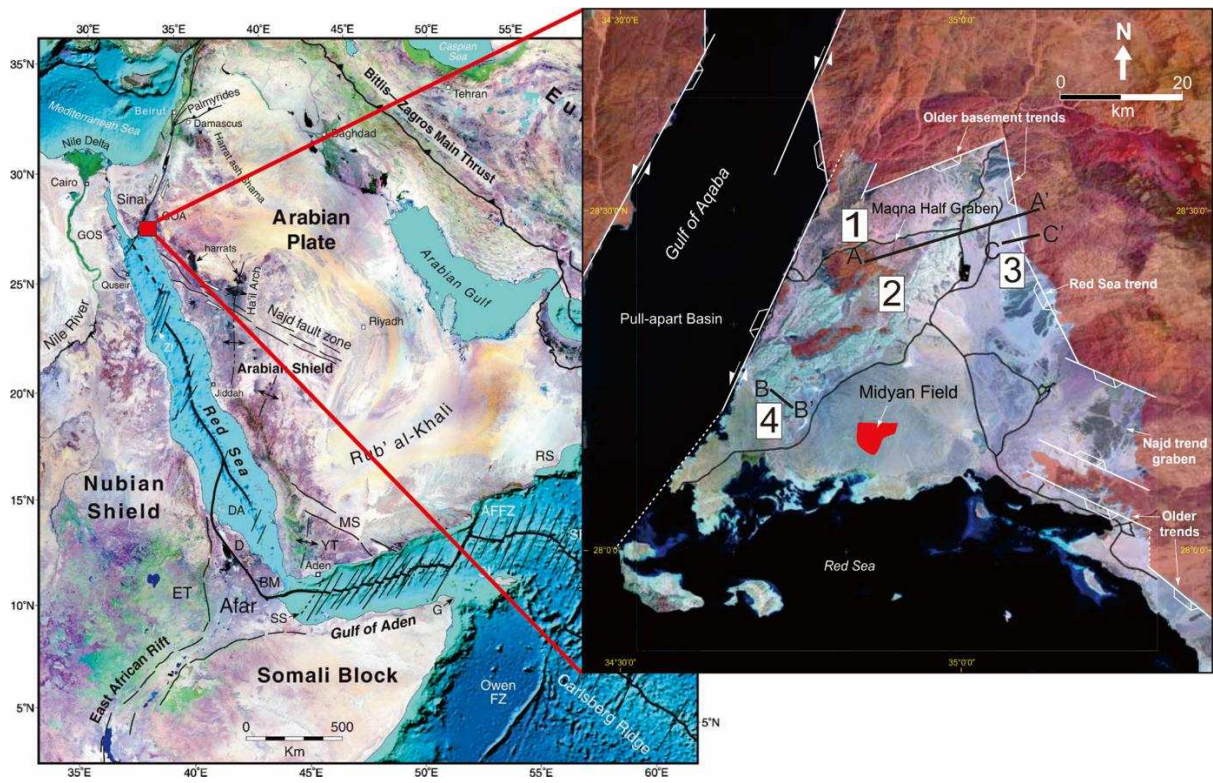 30°E
35°E
40°E
45°E
50°E
55°E
35°N
30°N
25°N
20°N
15°N
10°N
5°N
Caspian
Sea
Tehran
Bitlis-Zagros Main Thrust
Mediterranean Sea
Beirut
Palmyrides
Damascus
Baghdad
Harrat ash Shama
Nile Delta
Cairo
Sinai
GOA
GOS
Arabian
Plate
harrats
Ha'il Arch
Quseir
Nile River
Najd fault zone
Riyadh
Arabian Gulf
Arabian Shield
Jiddah
Red Sea
Rub' al-Khali
RS
Nubian
Shield
DA
MS
AFFZ
YT
D
Aden
ET
BM
Afar
SS
G
Gulf of Aden
East African Rift
Somali Block
Owen
FZ
Carlsberg Ridge
5°N
0
500
Km
35°E
40°E
45°E
50°E
55°E
60°E
34°30'0"E
35°0'0"E
N
0
20
km
Older basement trends
28°30'0"N
28°30'0"N
Gulf of Aqaba
1
Maqna Half Graben
A'
A
C
C'
2
3
Red Sea trend
Pull-apart Basin
B
B'
4
Midyan Field
Najd trend
graben
Older
trends
28°0'0"N
Red Sea
34°30'0"E
35°0'0"E